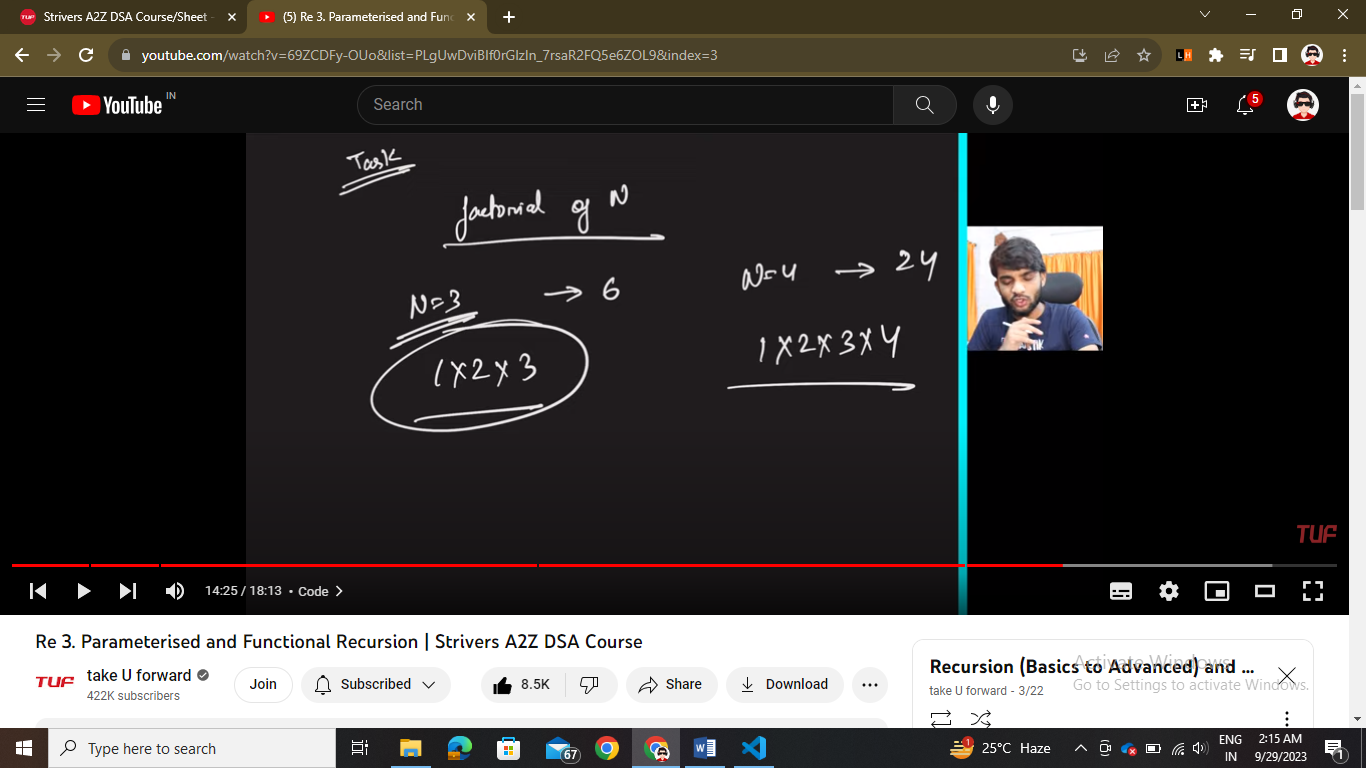 Strivers A2Z DSA Course/Sheet -
(5) Re 3. Parameterised and Func
youtube.com/watch?v=69ZCDFy-OUo&list=PLgUwDviBIf0rGlzIn_7rsaR2FQ5e6ZOL9&index=3
YouTube IN
Search
5
Task
factorial of N
N=3 → 6
N=4 → 24
1×2×3
1×2×3×4
TUF
14:25 / 18:13 • Code
Re 3. Parameterised and Functional Recursion | Strivers A2Z DSA Course
TUF
take U forward
422K subscribers
Join
Subscribed
8.5K
Share
Download
Recursion (Basics to Advanced) and ...
take U forward - 3/22
Activate Windows
Go to Settings to activate Windows.
Type here to search
67
1
25°C Haze
ENG
IN
2:15 AM
9/29/2023
1